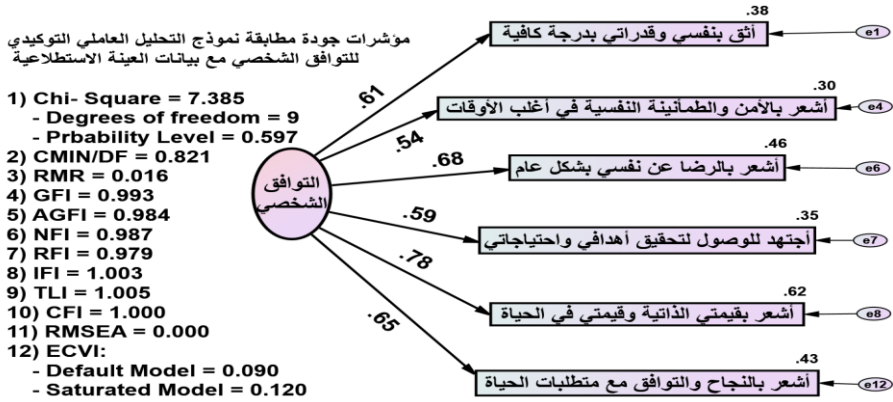 مؤشرات جودة مطابقة نموذج التحليل العاملي التوكيدي
للتوافق الشخصي مع بيانات العينة الاستطلاعية
1) Chi- Square = 7.385
- Degrees of freedom = 9
- Prbability Level = 0.597
2) CMIN/DF = 0.821
3) RMR = 0.016
4) GFI = 0.993
5) AGFI = 0.984
6) NFI = 0.987
7) RFI = 0.979
8) IFI = 1.003
9) TLI = 1.005
10) CFI = 1.000
11) RMSEA = 0.000
12) ECVI:
- Default Model = 0.090
- Saturated Model = 0.120
التوافق
الشخصي
.61
.54
.68
.59
.78
.65
.38
أثق بنفسي وقدراتي بدرجة كافية
e1
.30
أشعر بالأمن والطمأنينة النفسية في أغلب الأوقات
e4
.46
أشعر بالرضا عن نفسي بشكل عام
e6
.35
أجتهد للوصول لتحقيق أهدافي واحتياجاتي
e7
.62
أشعر بقيمتي الذاتية وقيمتي في الحياة
e8
.43
أشعر بالنجاح والتوافق مع متطلبات الحياة
e12